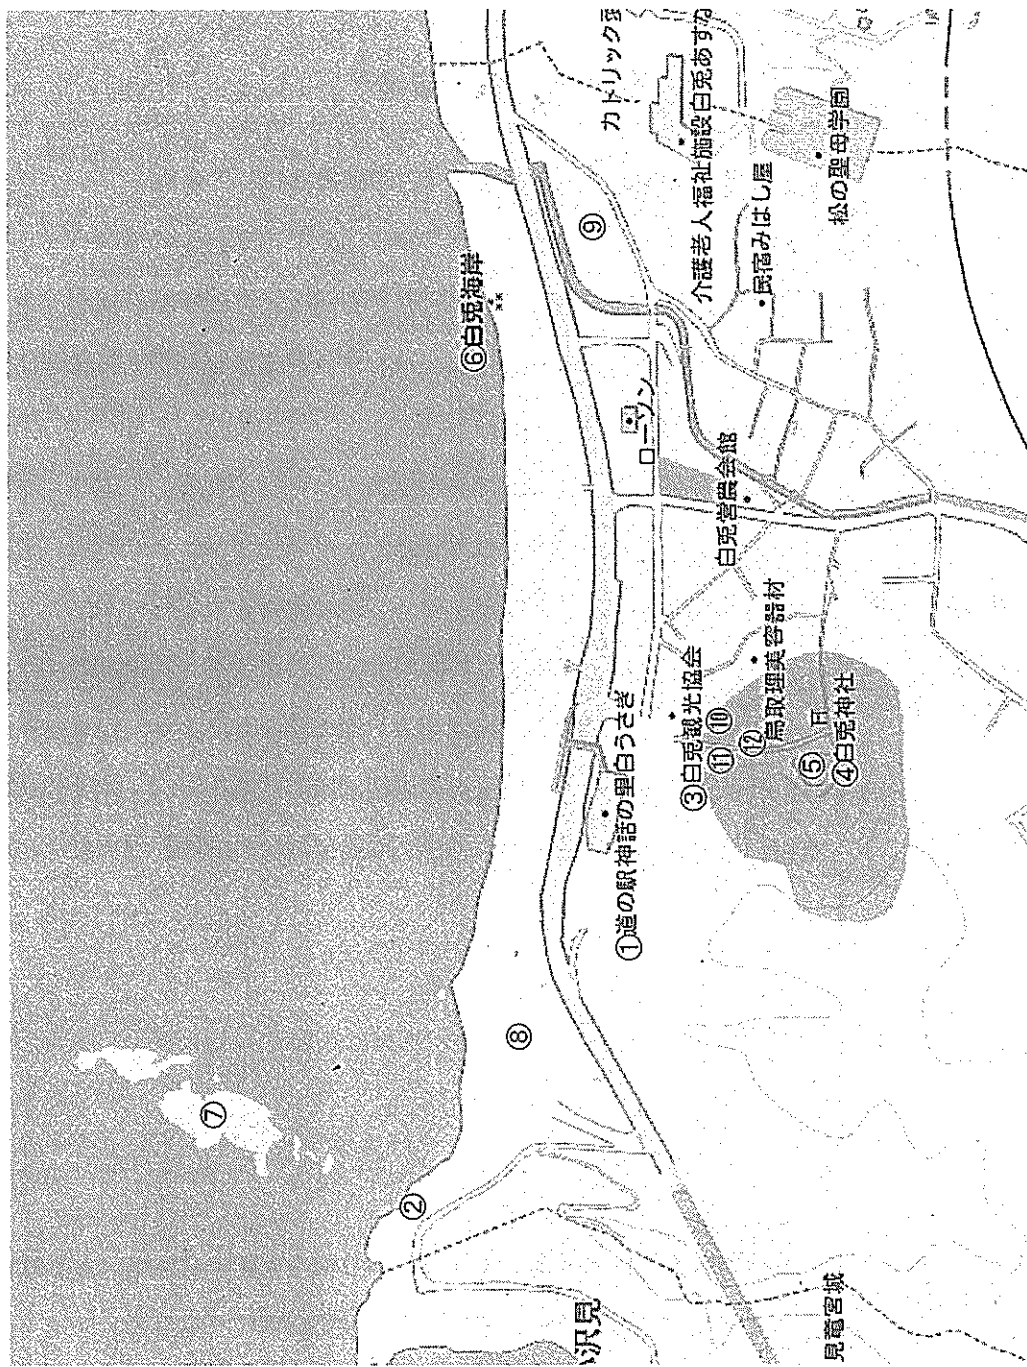 ⑦
②
⑧
⑥白兎海岸
⑨
小沢見
見竜宮城
①道の駅神話の里白うさぎ
③白兎観光協会
⑪
⑩
⑫
鳥取理美容器材
⑤
④白兎神社
ローソン
白兎営農会館
カトリック
介護老人福祉施設白兎あすな
民宿みはし屋
松の聖母学園